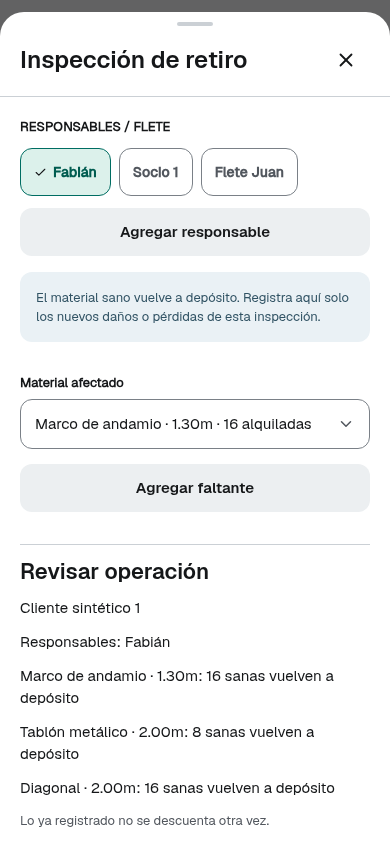 Inspección de retiro
RESPONSABLES / FLETE
Fabián
Socio 1
Flete Juan
Agregar responsable
El material sano vuelve a depósito. Registra aquí solo
los nuevos daños o pérdidas de esta inspección.
Material afectado
Marco de andamio · 1.30m · 16 alquiladas
Agregar faltante
Revisar operación
Cliente sintético 1
Responsables: Fabián
Marco de andamio · 1.30m: 16 sanas vuelven a
depósito
Tablón metálico · 2.00m: 8 sanas vuelven a
depósito
Diagonal · 2.00m: 16 sanas vuelven a depósito
Lo ya registrado no se descuenta otra vez.